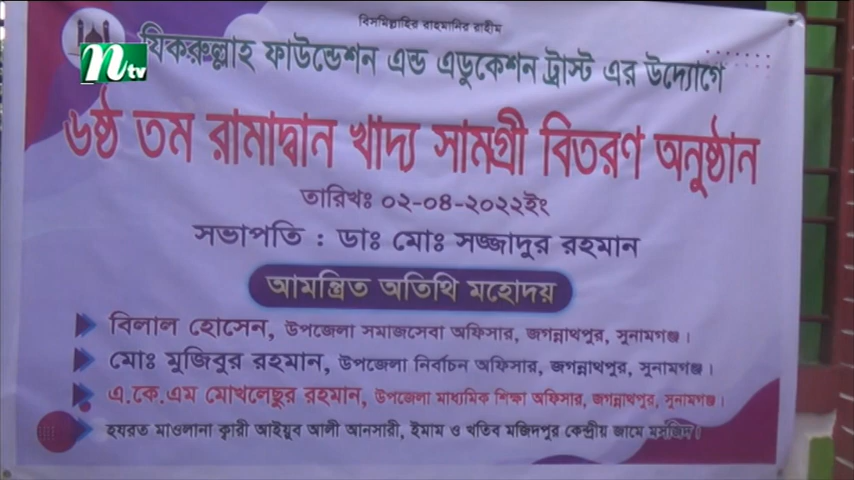 বিসমিল্লাহির রাহমানির রাহীম
যিকরুল্লাহ ফাউন্ডেশন এন্ড এডুকেশন ট্রাস্ট এর উদ্যোগে
ntv
৬ষ্ঠ তম রামাদ্বান খাদ্য সামগ্রী বিতরণ অনুষ্ঠান
তারিখঃ ০২-০৪-২০২২ইং
সভাপতি : ডাঃ মোঃ সজ্জাদুর রহমান
আমন্ত্রিত অতিথি মহোদয়
বিলাল হোসেন, উপজেলা সমাজসেবা অফিসার, জগন্নাথপুর, সুনামগঞ্জ।
মোঃ মুজিবুর রহমান, উপজেলা নির্বাচন অফিসার, জগন্নাথপুর, সুনামগঞ্জ।
এ.কে.এম মোখলেছুর রহমান, উপজেলা মাধ্যমিক শিক্ষা অফিসার, জগন্নাথপুর, সুনামগঞ্জ।
হযরত মাওলানা ক্বারী আইয়ুব আলী আনসারী, ইমাম ও খতিব মজিদপুর কেন্দ্রীয় জামে মসজিদ।